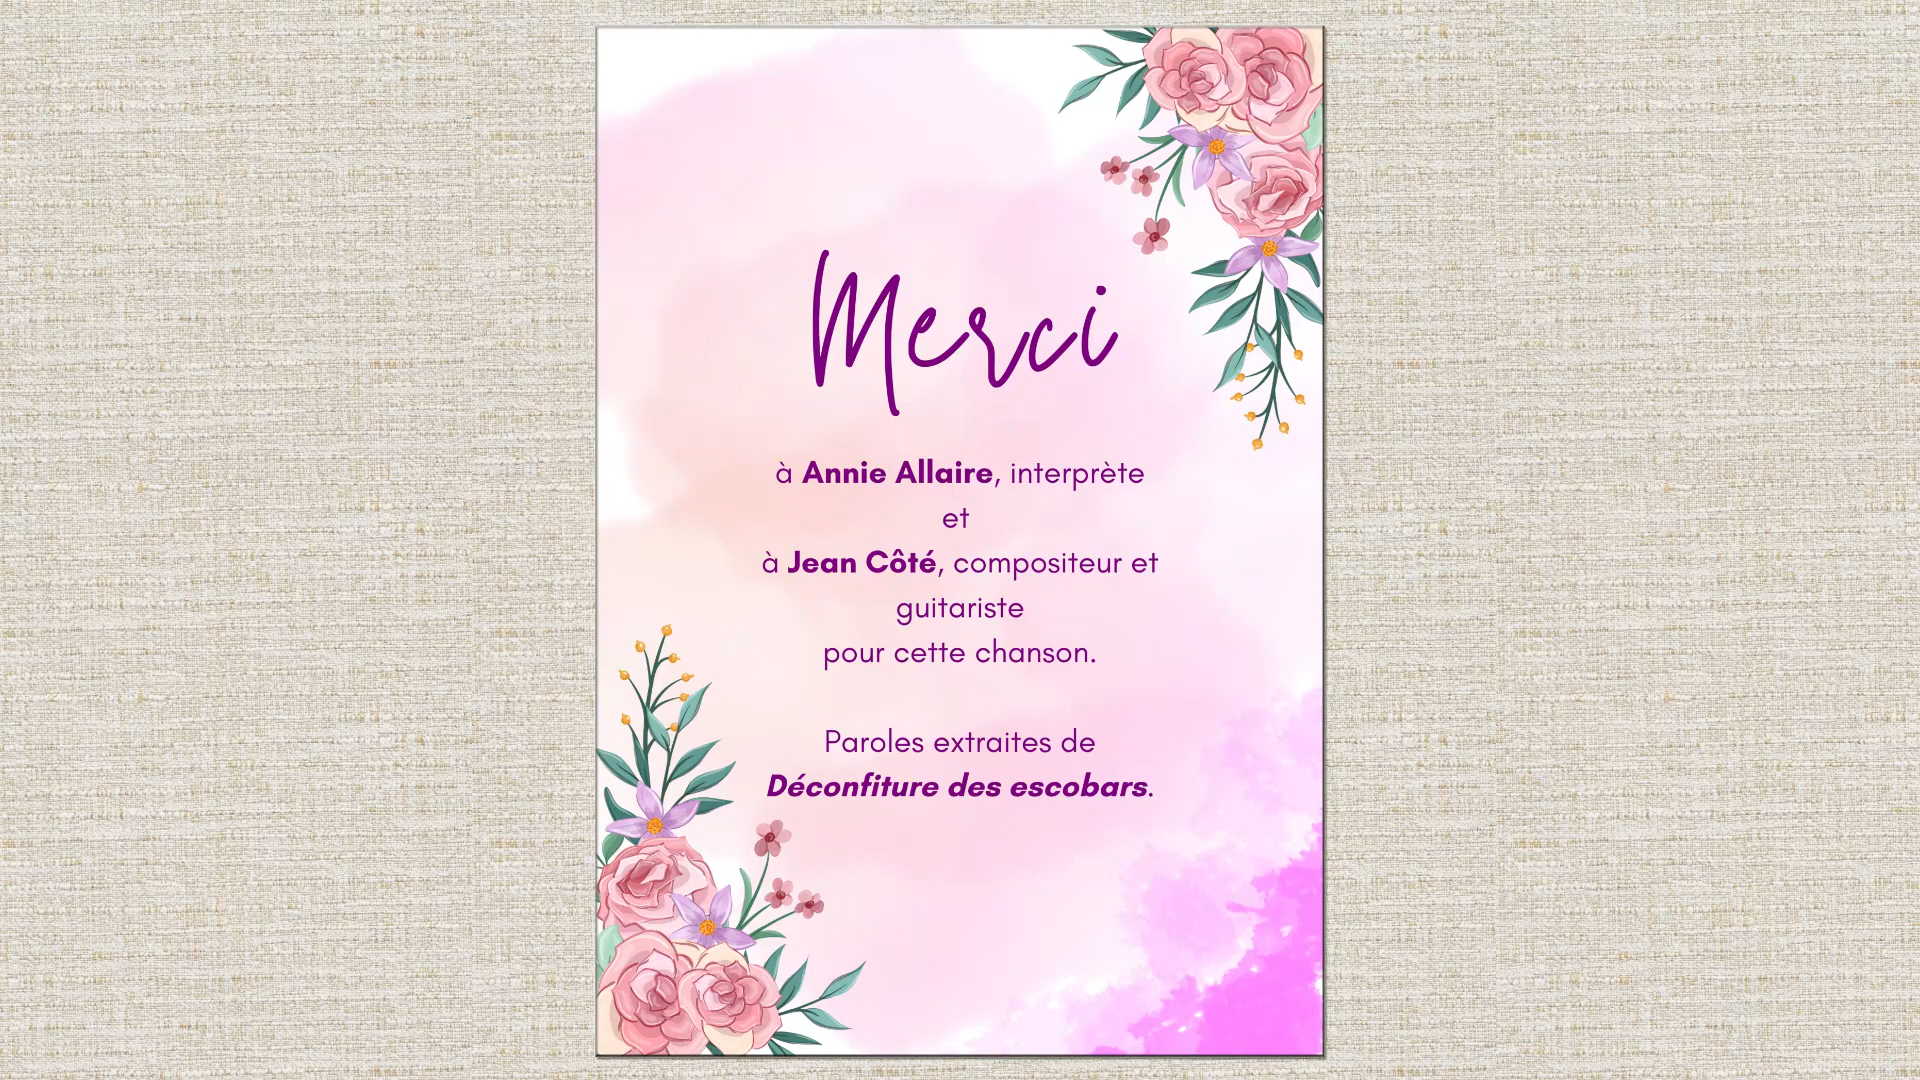 Merci
à Annie Allaire, interprète
et
à Jean Côté, compositeur et
guitariste
pour cette chanson.
Paroles extraites de
Déconfiture des escobars.